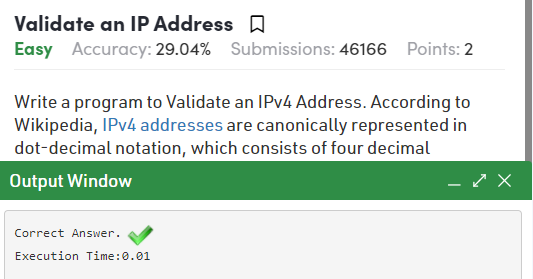 Validate an IP Address
Easy Accuracy: 29.04% Submissions: 46166 Points: 2
Write a program to Validate an IPv4 Address. According to
Wikipedia, IPv4 addresses are canonically represented in
dot-decimal notation, which consists of four decimal
Output Window
Correct Answer.
Execution Time:0.01